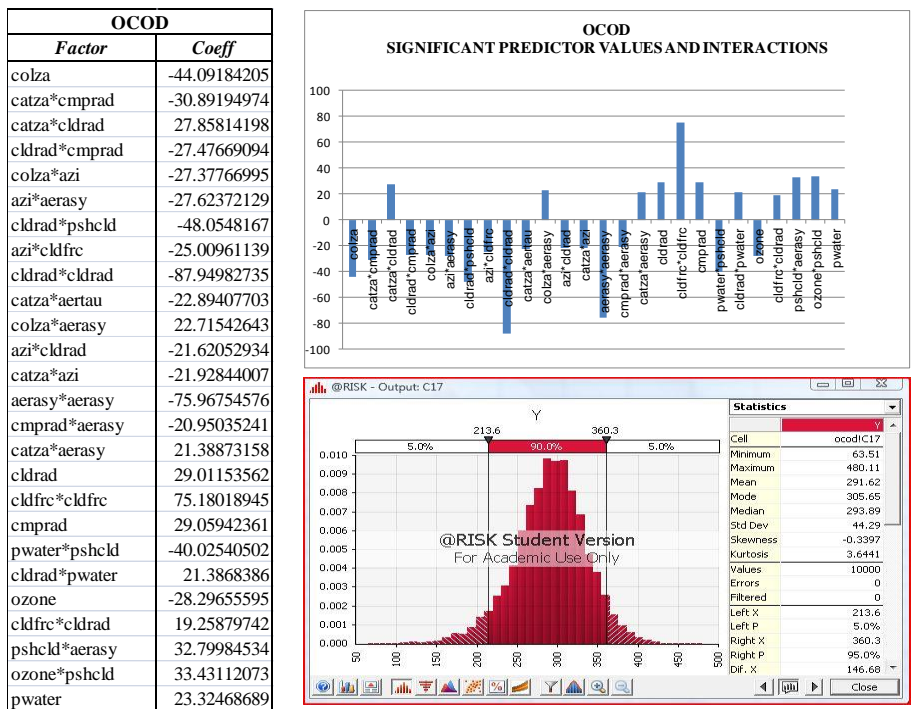 OCOD
Factor Coeff
colza -44.09184205
catza*cmprad -30.89194974
catza*cldrad 27.85814198
cldrad*cmprad -27.47669094
colza*azi -27.37766995
azi*aerasy -27.62372129
cldrad*pshcld -48.0548167
azi*cldfrc -25.00961139
cldrad*cldrad -87.94982735
catza*aertau -22.89407703
colza*aerasy 22.71542643
azi*cldrad -21.62052934
catza*azi -21.92844007
aerasy*aerasy -75.96754576
cmprad*aerasy -20.95035241
catza*aerasy 21.38873158
cldrad 29.01153562
cldfrc*cldfrc 75.18018945
cmprad 29.05942361
pwater*pshcld -40.02540502
cldrad*pwater 21.3868386
ozone -28.29655595
cldfrc*cldrad 19.25879742
pshcld*aerasy 32.79984534
ozone*pshcld 33.43112073
pwater 23.32468689
OCOD
SIGNIFICANT PREDICTOR VALUES AND INTERACTIONS
100
80
60
40
20
0
-20
-40
-60
-80
-100
colza
catza*cmprad
catza*cldrad
cldrad*cmprad
colza*azi
azi*aerasy
cldrad*pshcld
azi*cldfrc
cldrad*cldrad
catza*aertau
colza*aerasy
azi*cldrad
catza*azi
aerasy*aerasy
cmprad*aerasy
catza*aerasy
cldrad
cldfrc*cldfrc
cmprad
pwater*pshcld
cldrad*pwater
ozone
cldfrc*cldrad
pshcld*aerasy
ozone*pshcld
pwater
@RISK - Output: C17
Y
213.6 360.3
5.0% 90.0% 5.0%
0.010
0.009
0.008
0.007
0.006
0.005
0.004
0.003
0.002
0.001
0.000
@RISK Student Version
For Academic Use Only
50 100 150 200 250 300 350 400 450 500
Statistics
Y
Cell ocod!C17
Minimum 63.51
Maximum 480.11
Mean 291.62
Mode 305.65
Median 293.89
Std Dev 44.29
Skewness -0.3397
Kurtosis 3.6441
Values 10000
Errors 0
Filtered 0
Left X 213.6
Left P 5.0%
Right X 360.3
Right P 95.0%
Dif. X 146.68
Close